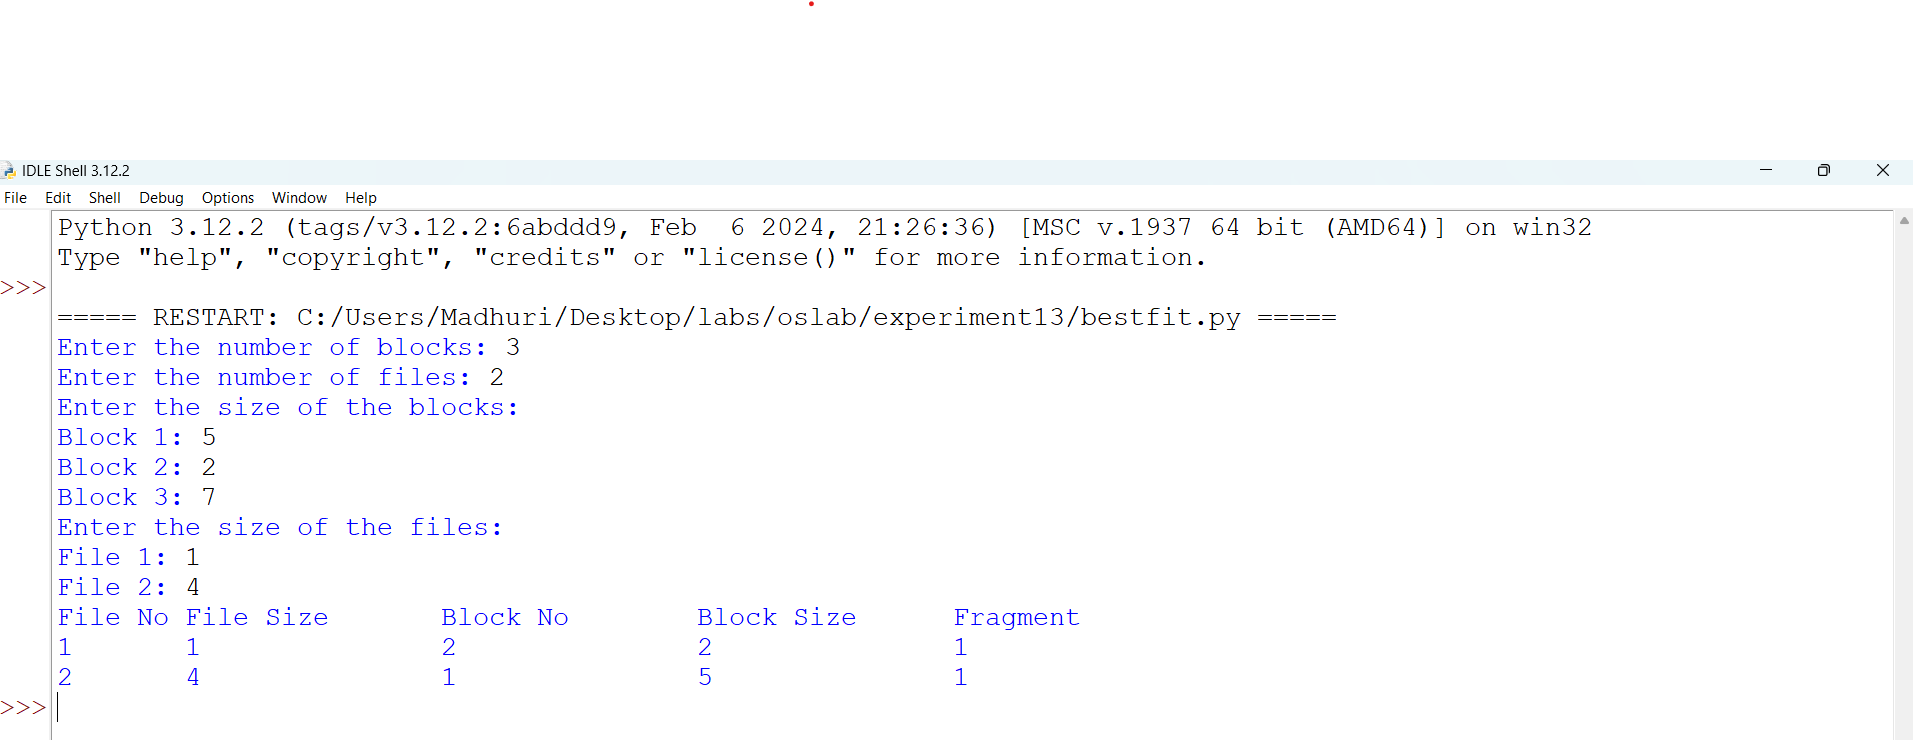 IDLE Shell 3.12.2
File Edit Shell Debug Options Window Help
Python 3.12.2 (tags/v3.12.2:6abddd9, Feb  6 2024, 21:26:36) [MSC v.1937 64 bit (AMD64)] on win32
Type "help", "copyright", "credits" or "license()" for more information.
>>>
===== RESTART: C:/Users/Madhuri/Desktop/labs/oslab/experiment13/bestfit.py =====
Enter the number of blocks: 3
Enter the number of files: 2
Enter the size of the blocks:
Block 1: 5
Block 2: 2
Block 3: 7
Enter the size of the files:
File 1: 1
File 2: 4
File No File Size Block No Block Size Fragment
1 1 2 2 1
2 4 1 5 1
>>>